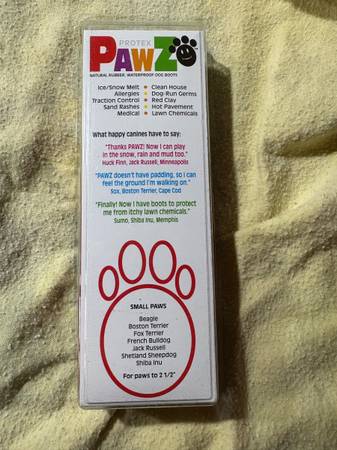 PROTEX
PAWZ
NATURAL RUBBER, WATERPROOF DOG BOOTS
Ice/Snow Melt • Clean House
Allergies • Dog-Run Germs
Traction Control • Red Clay
Sand Rashes • Hot Pavement
Medical • Lawn Chemicals
What happy canines have to say:
"Thanks PAWZ! Now I can play
in the snow, rain and mud too."
Huck Finn, Jack Russell, Minneapolis
"PAWZ doesn't have padding, so I can
feel the ground I'm walking on."
Sox, Boston Terrier, Cape Cod
"Finally! Now I have boots to protect
me from itchy lawn chemicals."
Sumo, Shiba Inu, Memphis
SMALL PAWS
Beagle
Boston Terrier
Fox Terrier
French Bulldog
Jack Russell
Shetland Sheepdog
Shiba Inu
For paws to 2 1/2"